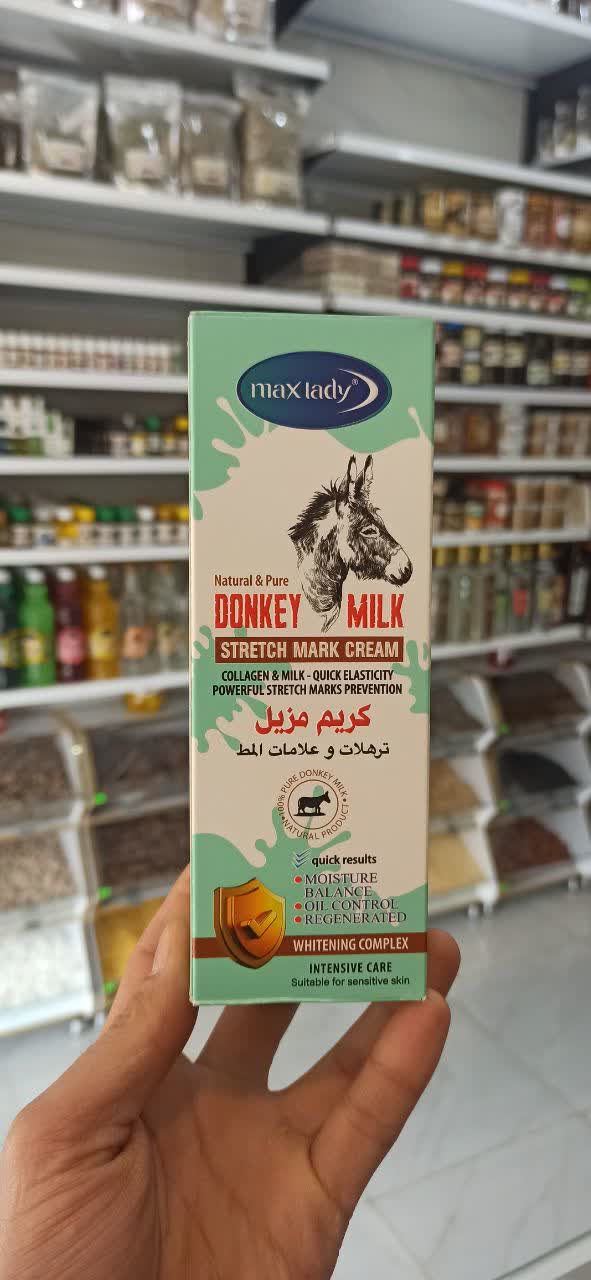 max lady®
Natural & Pure
DONKEY MILK
STRETCH MARK CREAM
COLLAGEN & MILK - QUICK ELASTICITY
POWERFUL STRETCH MARKS PREVENTION
كريم مزيل
ترهلات و علامات المط
100% PURE DONKEY MILK
NATURAL PRODUCT
quick results
• MOISTURE
BALANCE
• OIL CONTROL
• REGENERATED
WHITENING COMPLEX
INTENSIVE CARE
Suitable for sensitive skin